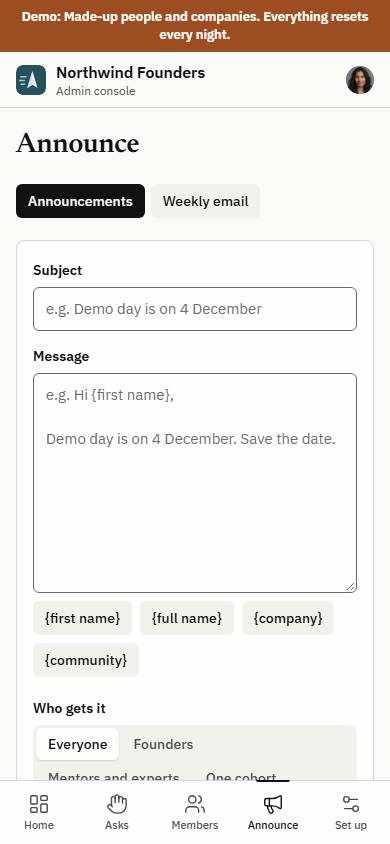 Demo: Made-up people and companies. Everything resets
every night.
Northwind Founders
Admin console
Announce
Announcements
Weekly email
Subject
e.g. Demo day is on 4 December
Message
e.g. Hi {first name},
Demo day is on 4 December. Save the date.
{first name}
{full name}
{company}
{community}
Who gets it
Everyone
Founders
Mentors and experts
One cohort
Home
Asks
Members
Announce
Set up